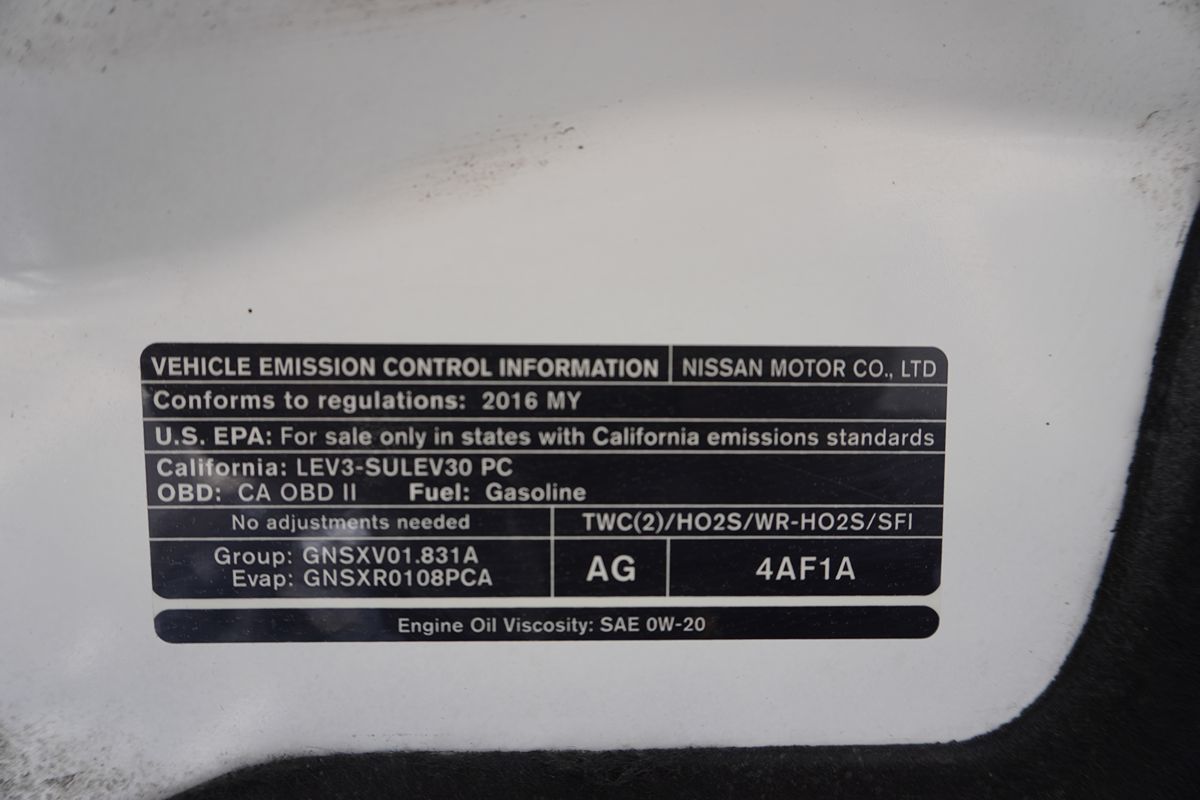 VEHICLE EMISSION CONTROL INFORMATION NISSAN MOTOR CO., LTD
Conforms to regulations: 2016 MY
U.S. EPA: For sale only in states with California emissions standards
California: LEV3-SULEV30 PC
OBD: CA OBD II Fuel: Gasoline
No adjustments needed TWC(2)/HO2S/WR-HO2S/SFI
Group: GNSXV01.831A
Evap: GNSXR0108PCA
AG 4AF1A
Engine Oil Viscosity: SAE 0W-20